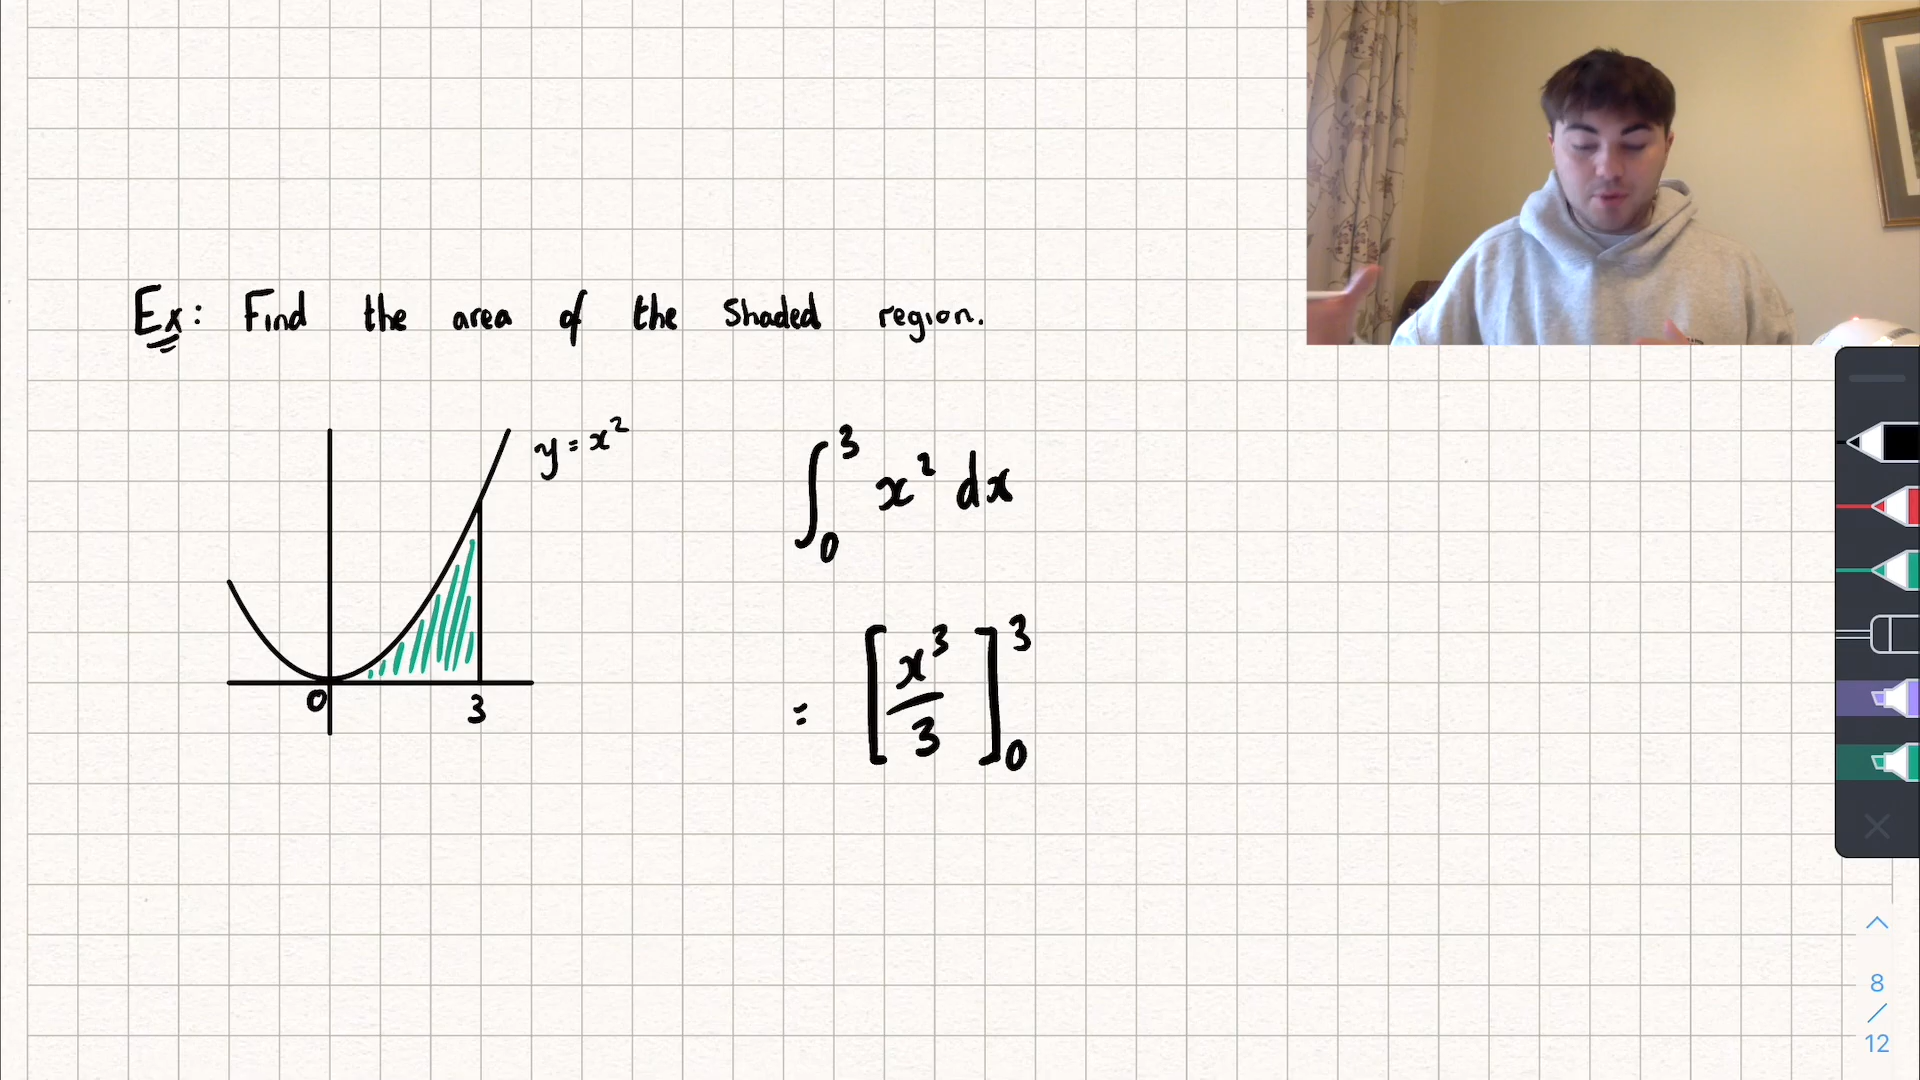 Ex: Find the area of the shaded region.
y = x²
0
3
∫₀³ x² dx
= [x³/3]₀³
8
/
12